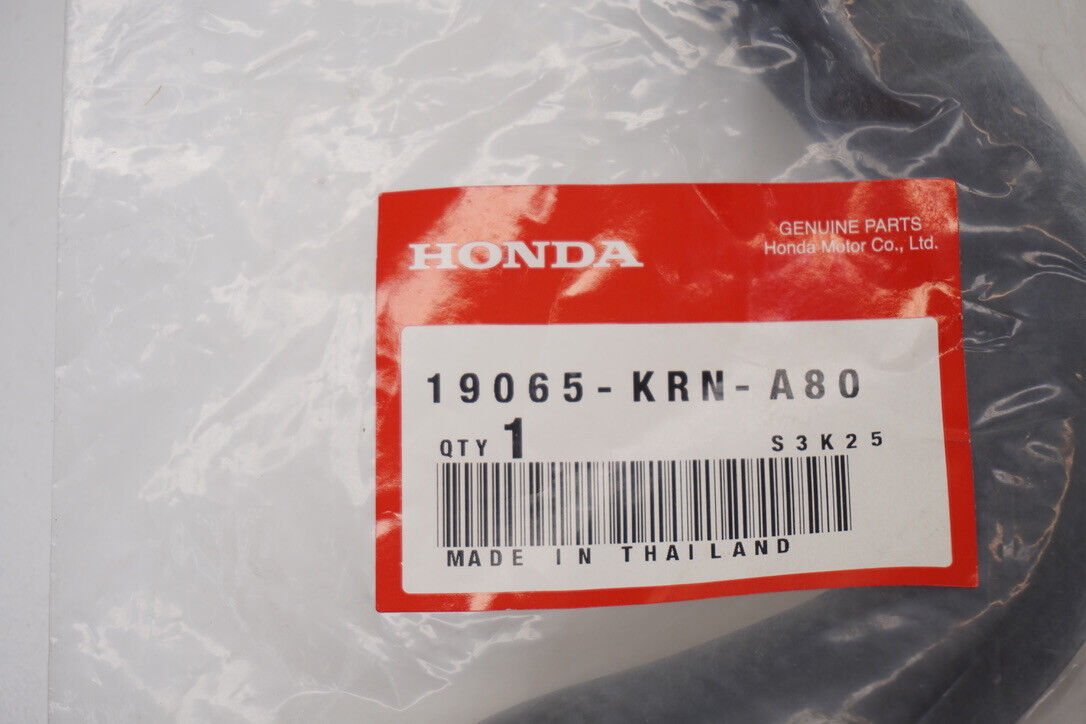 HONDA
GENUINE PARTS
Honda Motor Co., Ltd.
19065-KRN-A80
QTY 1 S3K25
MADE IN THAILAND